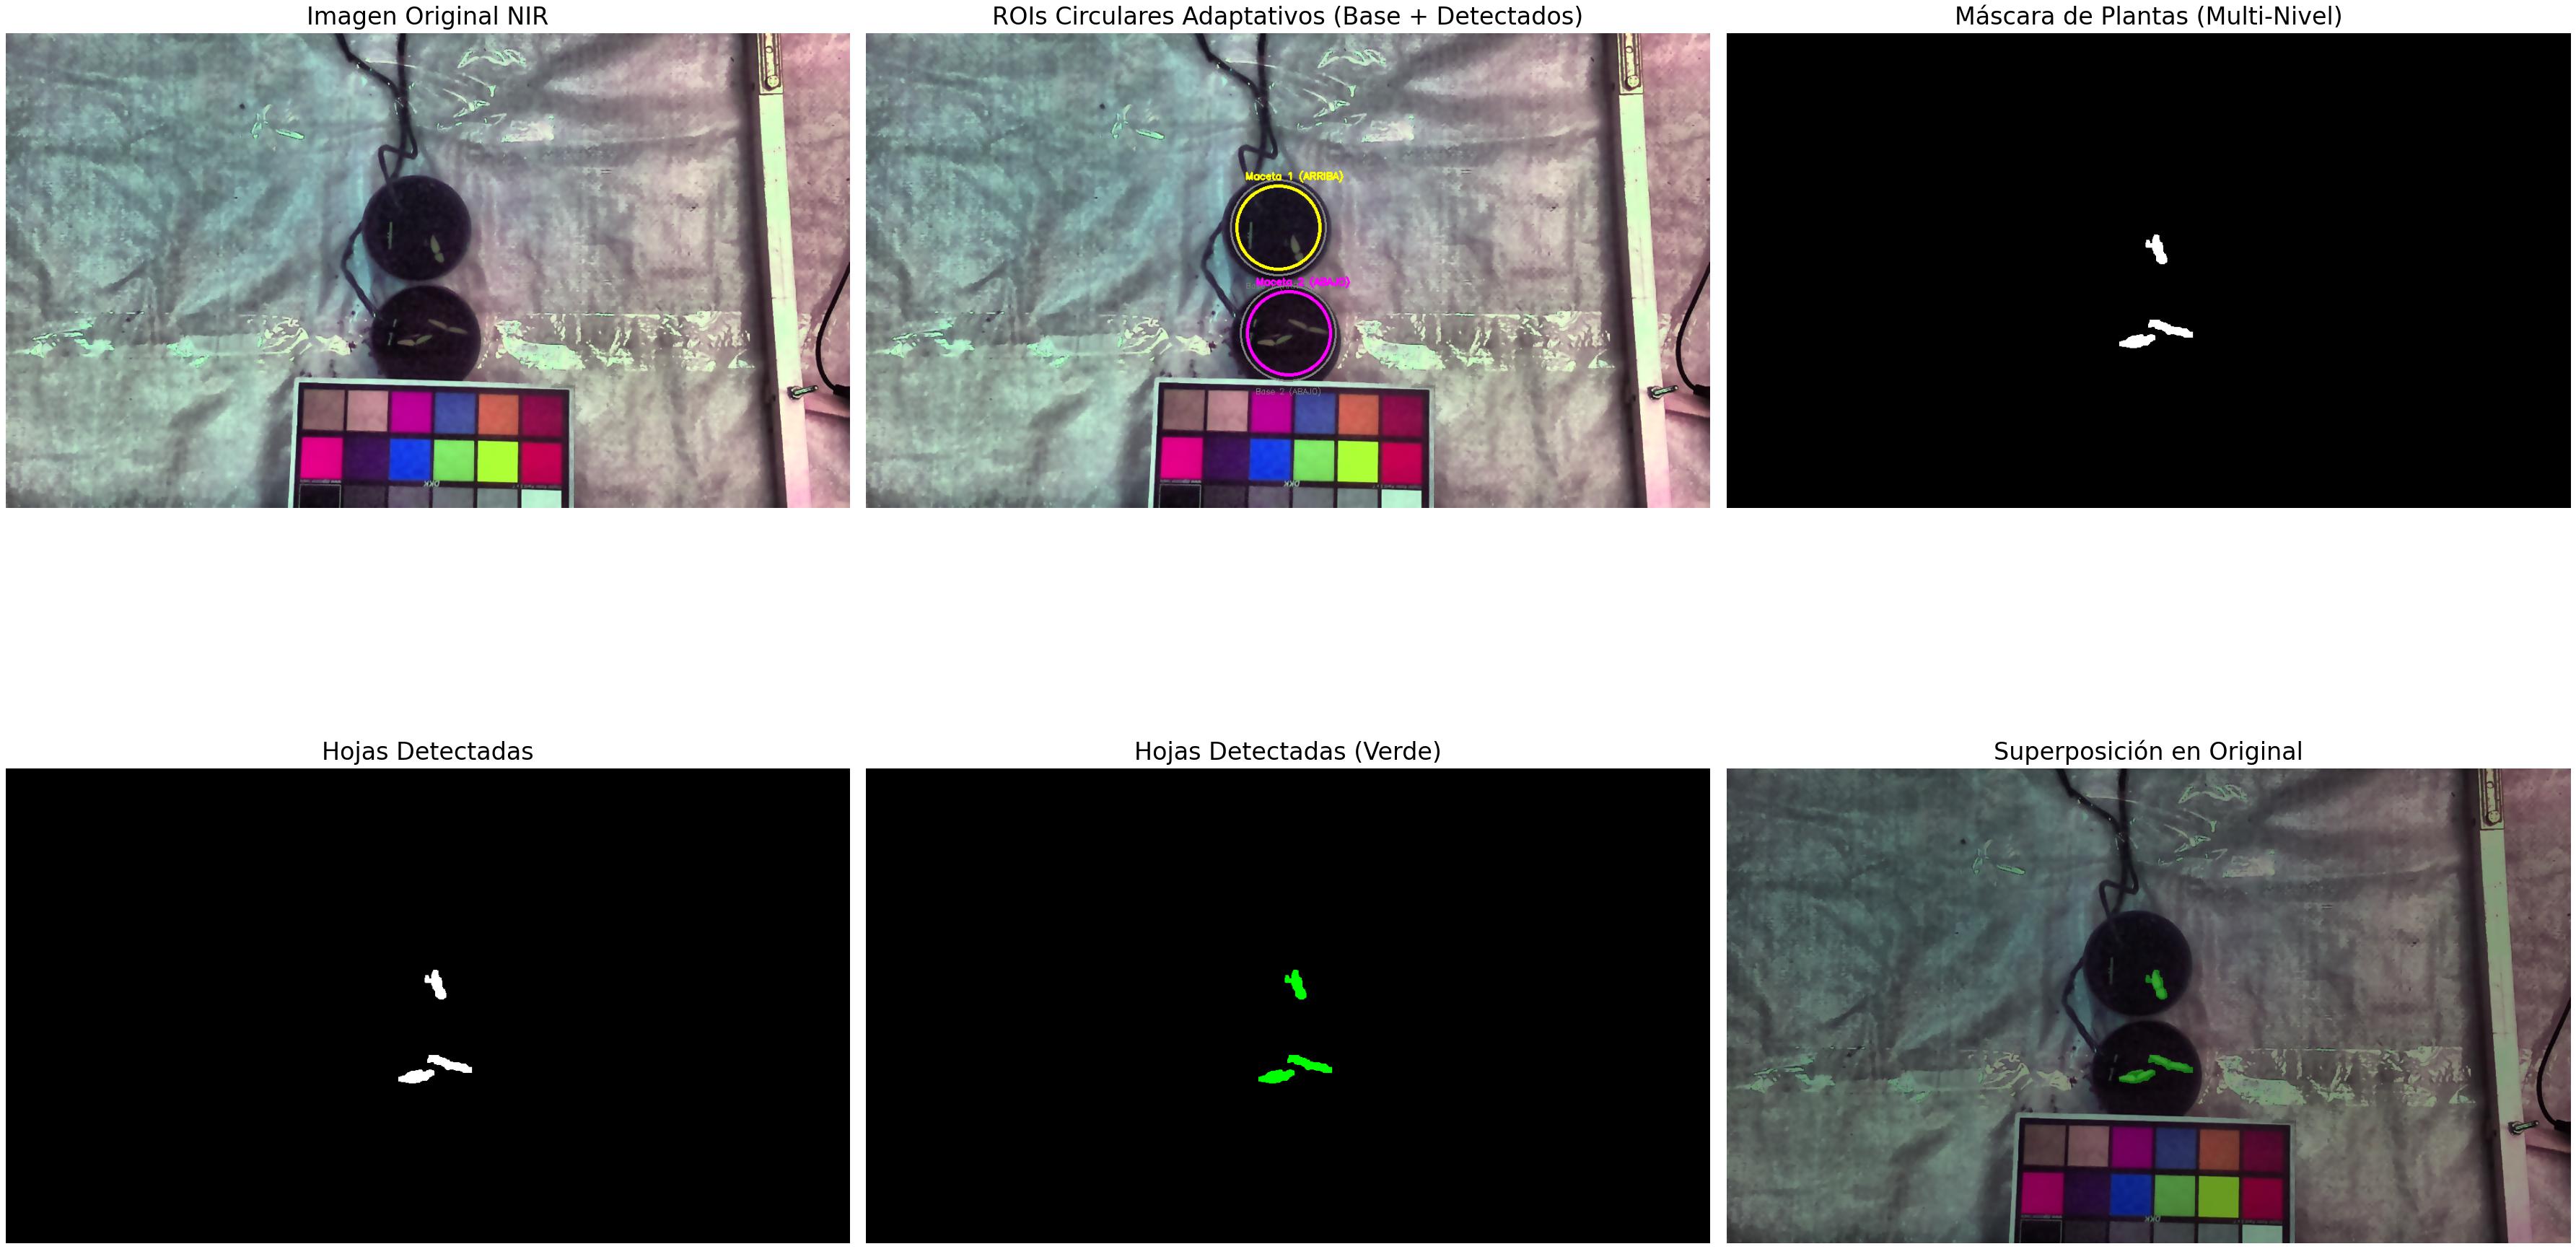 Imagen Original NIR
ROIs Circulares Adaptativos (Base + Detectados)
Máscara de Plantas (Multi-Nivel)
Maceta 1 (ARRIBA)
Maceta 2 (ABAJO)
Base 2 (ABAJO)
Hojas Detectadas
Hojas Detectadas (Verde)
Superposición en Original